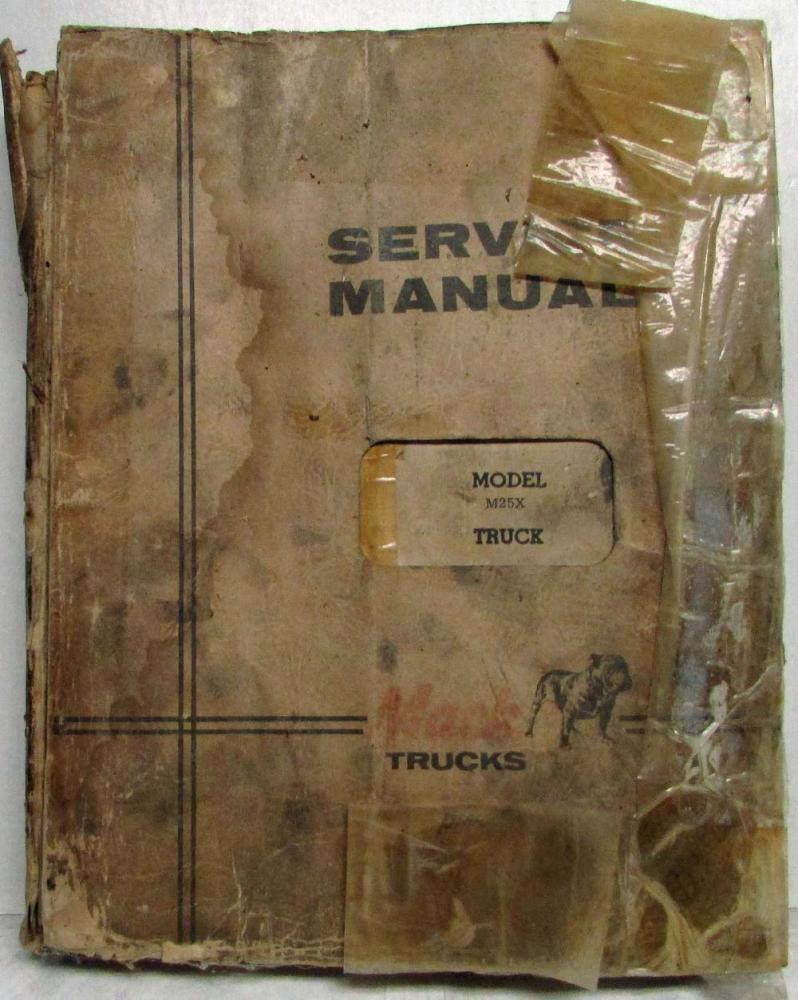 SERV
MANUAL
MODEL
M25X
TRUCK
Mack
TRUCKS